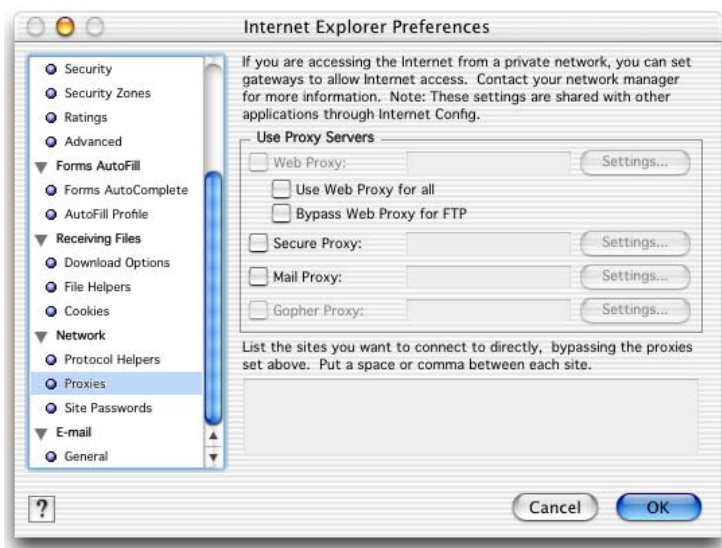 Internet Explorer Preferences
Security
Security Zones
Ratings
Advanced
Forms AutoFill
Forms AutoComplete
AutoFill Profile
Receiving Files
Download Options
File Helpers
Cookies
Network
Protocol Helpers
Proxies
Site Passwords
E-mail
General
If you are accessing the Internet from a private network, you can set
gateways to allow Internet access. Contact your network manager
for more information. Note: These settings are shared with other
applications through Internet Config.
Use Proxy Servers
Web Proxy: Settings...
Use Web Proxy for all
Bypass Web Proxy for FTP
Secure Proxy: Settings...
Mail Proxy: Settings...
Gopher Proxy: Settings...
List the sites you want to connect to directly, bypassing the proxies
set above. Put a space or comma between each site.
?
Cancel OK